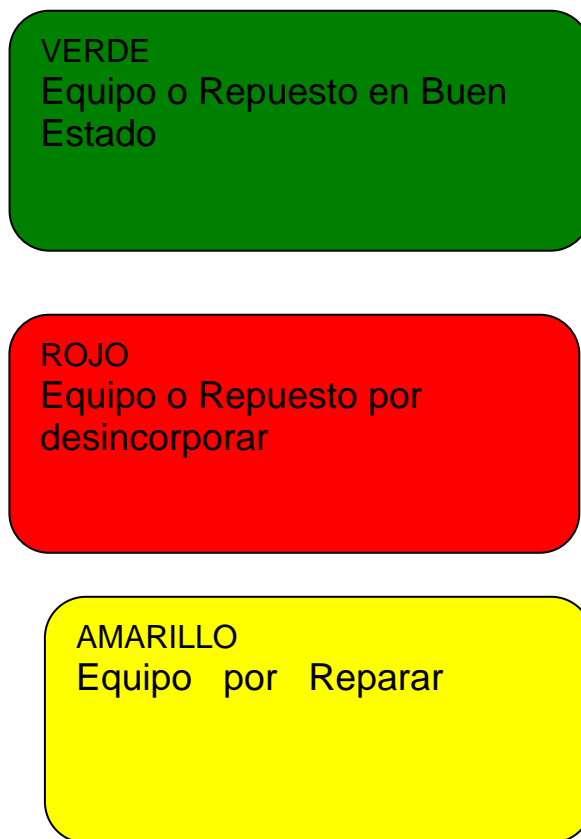 VERDE
Equipo o Repuesto en Buen
Estado
ROJO
Equipo o Repuesto por
desincorporar
AMARILLO
Equipo por Reparar